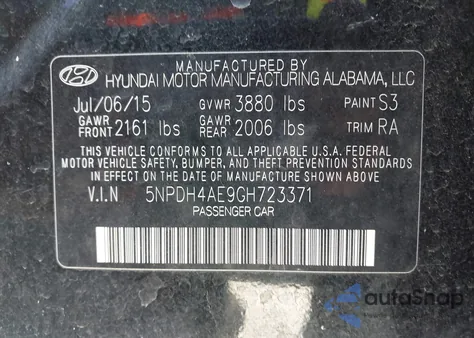 MANUFACTURED BY
HYUNDAI MOTOR MANUFACTURING ALABAMA, LLC
Jul/06/15 GVWR 3880 lbs PAINT S3
GAWR FRONT 2161 lbs GAWR REAR 2006 lbs TRIM RA
THIS VEHICLE CONFORMS TO ALL APPLICABLE U.S.A. FEDERAL
MOTOR VEHICLE SAFETY, BUMPER, AND THEFT PREVENTION STANDARDS
IN EFFECT ON THE DATE OF MANUFACTURE SHOWN ABOVE
V.I.N 5NPDH4AE9GH723371
PASSENGER CAR
autoSnap